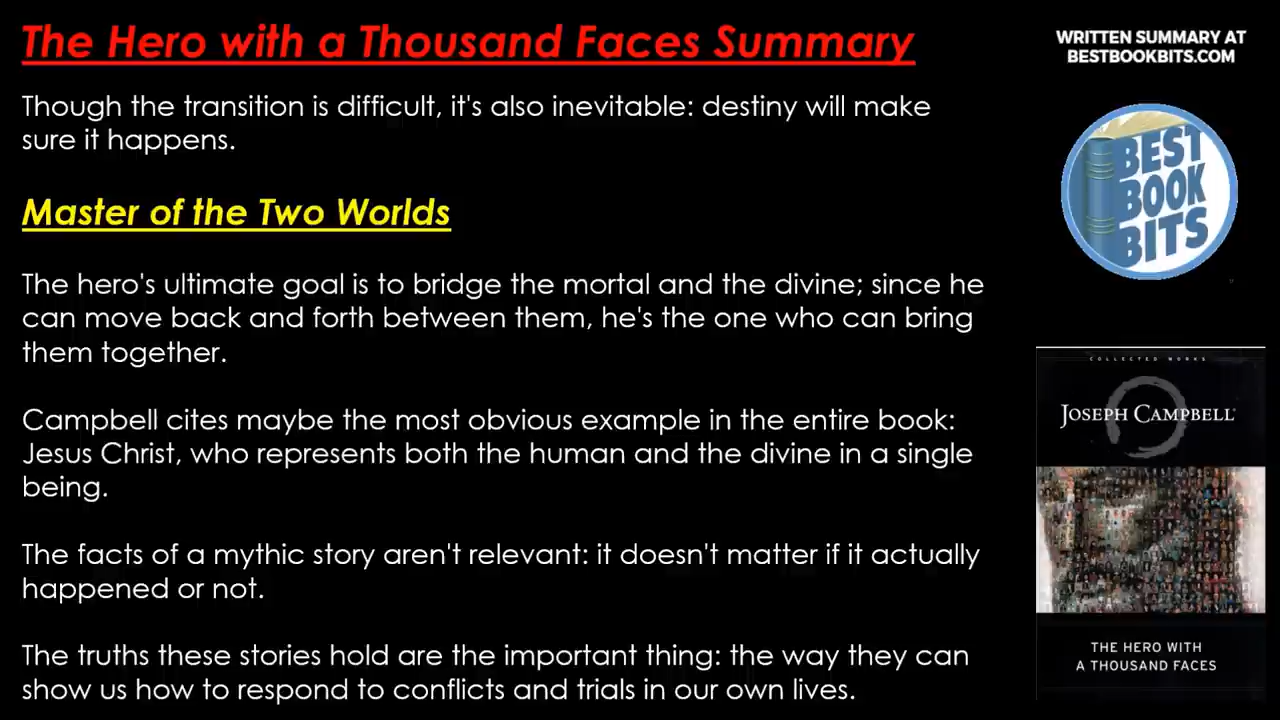 The Hero with a Thousand Faces Summary
Though the transition is difficult, it's also inevitable: destiny will make
sure it happens.
Master of the Two Worlds
The hero's ultimate goal is to bridge the mortal and the divine; since he
can move back and forth between them, he's the one who can bring
them together.
Campbell cites maybe the most obvious example in the entire book:
Jesus Christ, who represents both the human and the divine in a single
being.
The facts of a mythic story aren't relevant: it doesn't matter if it actually
happened or not.
The truths these stories hold are the important thing: the way they can
show us how to respond to conflicts and trials in our own lives.
WRITTEN SUMMARY AT
BESTBOOKBITS.COM
BEST
BOOK
BITS
COLLECTED WORKS
JOSEPH CAMPBELL
THE HERO WITH
A THOUSAND FACES